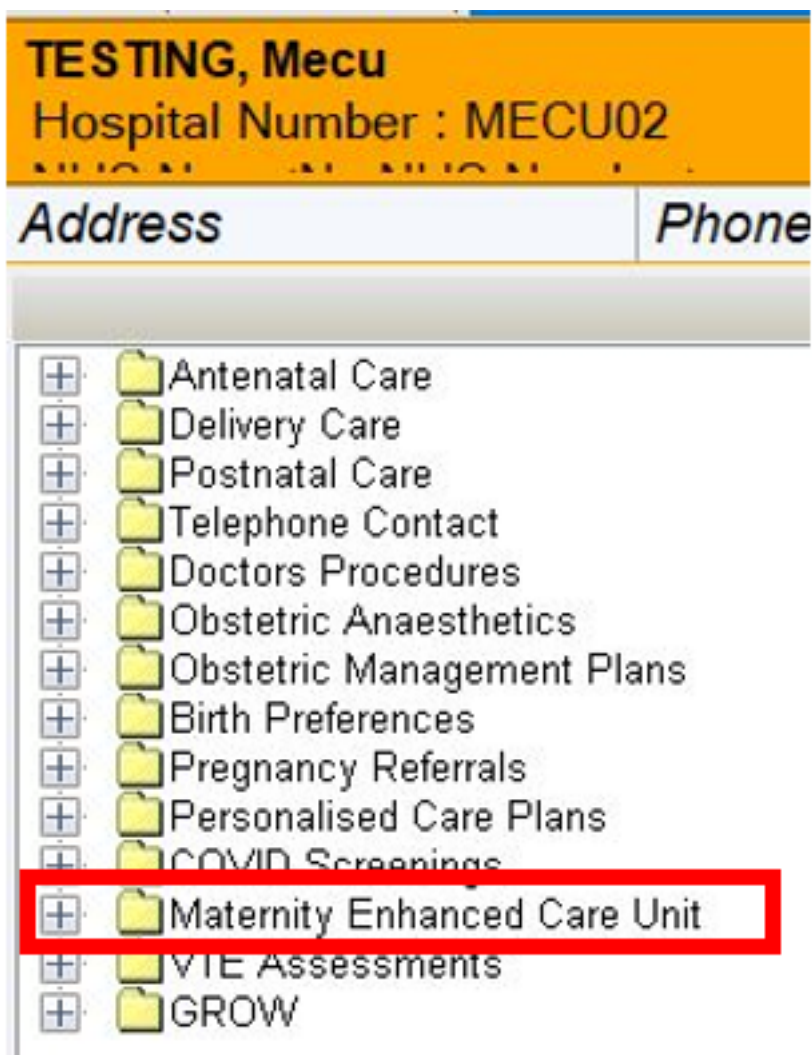 TESTING, Mecu
Hospital Number : MECU02
Address Phone
Antenatal Care
Delivery Care
Postnatal Care
Telephone Contact
Doctors Procedures
Obstetric Anaesthetics
Obstetric Management Plans
Birth Preferences
Pregnancy Referrals
Personalised Care Plans
COVID Screenings
Maternity Enhanced Care Unit
VTE Assessments
GROW